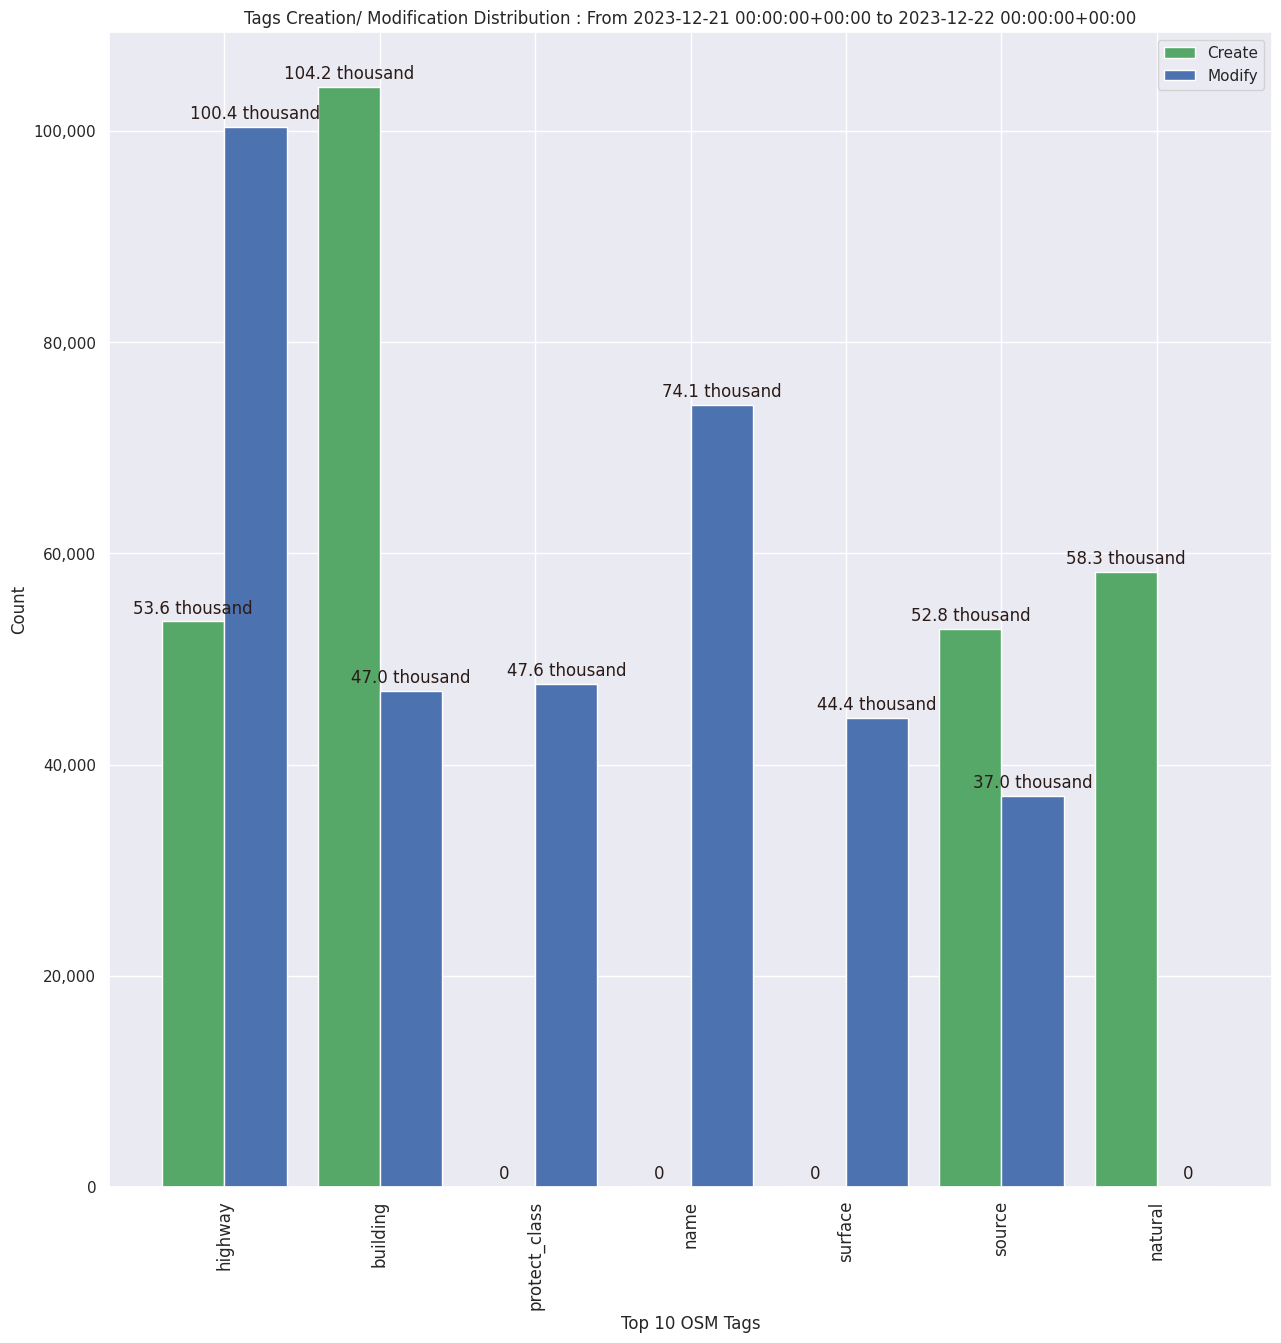 Tags Creation/ Modification Distribution : From 2023-12-21 00:00:00+00:00 to 2023-12-22 00:00:00+00:00
Create
Modify
104.2 thousand
100.4 thousand
100,000
80,000
74.1 thousand
60,000
58.3 thousand
53.6 thousand
52.8 thousand
47.0 thousand
47.6 thousand
44.4 thousand
40,000
37.0 thousand
20,000
0
0
0
0
0
Count
highway
building
protect_class
name
surface
source
natural
Top 10 OSM Tags